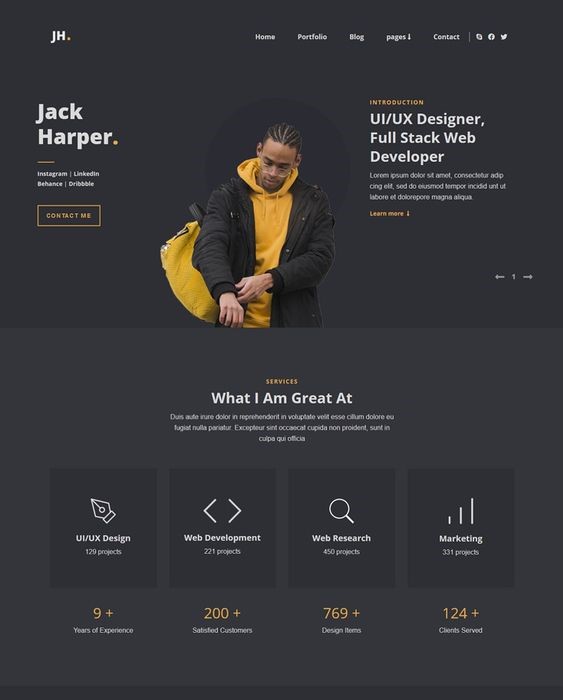 JH.
Home Portfolio Blog pages Contact
Jack
Harper.
Instagram | LinkedIn
Behance | Dribbble
CONTACT ME
INTRODUCTION
UI/UX Designer,
Full Stack Web
Developer
Lorem ipsum dolor sit amet, consectetur adip
cing elit, sed do eiusmod tempor incidid unt ut
labore et dolorepore magna aliqua.
Learn more
1
SERVICES
What I Am Great At
Duis aute irure dolor in reprehenderit in voluptate velit esse cillum dolore eu
fugiat nulla pariatur. Excepteur sint occaecat cupida non proident, sunt in
culpa qui officia
UI/UX Design
129 projects
Web Development
221 projects
Web Research
450 projects
Marketing
331 projects
9 +
Years of Experience
200 +
Satisfied Customers
769 +
Design Items
124 +
Clients Served